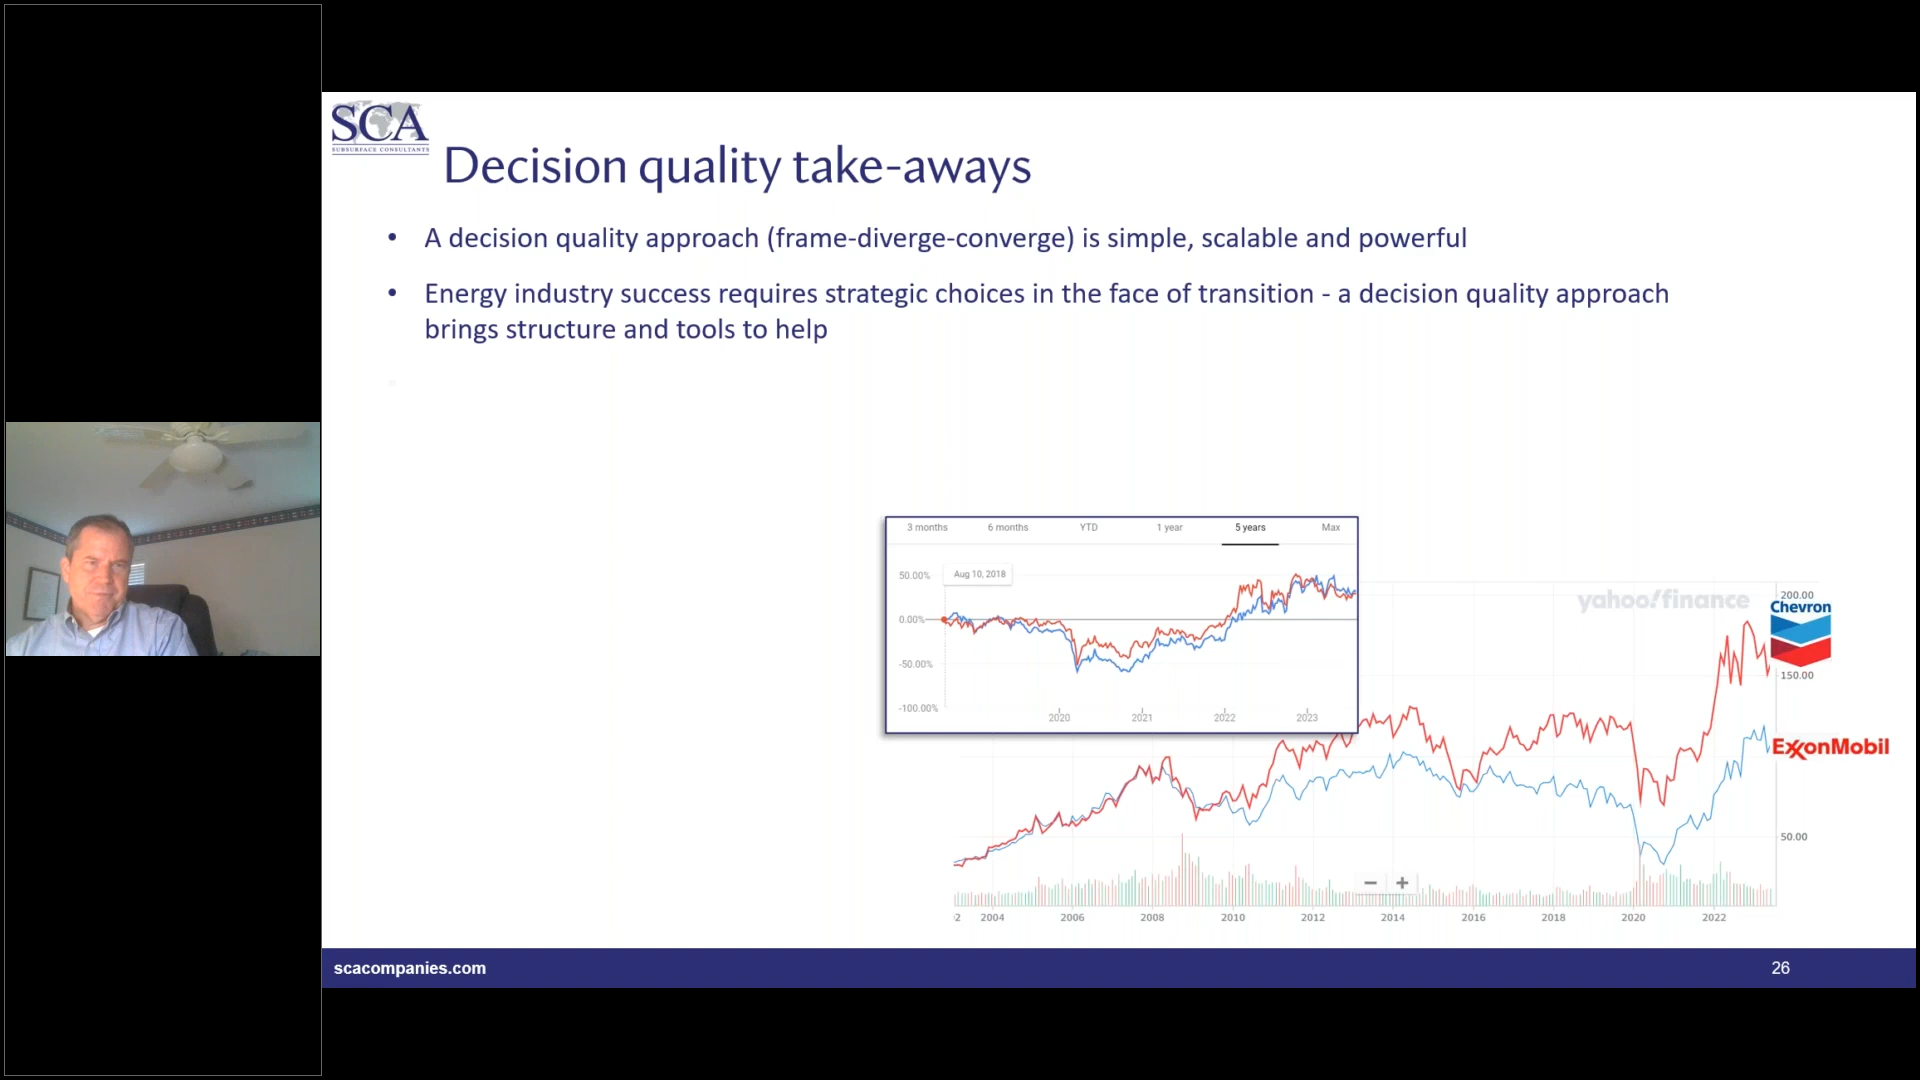 SCA
SUBSURFACE CONSULTANTS
Decision quality take-aways
• A decision quality approach (frame-diverge-converge) is simple, scalable and powerful
• Energy industry success requires strategic choices in the face of transition - a decision quality approach
brings structure and tools to help
3 months 6 months YTD 1 year 5 years Max
50.00%
Aug 10, 2018
0.00%
-50.00%
-100.00%
2020 2021 2022 2023
yahoo!finance
200.00
Chevron
150.00
ExxonMobil
50.00
− +
2 2004 2006 2008 2010 2012 2014 2016 2018 2020 2022
scacompanies.com
26